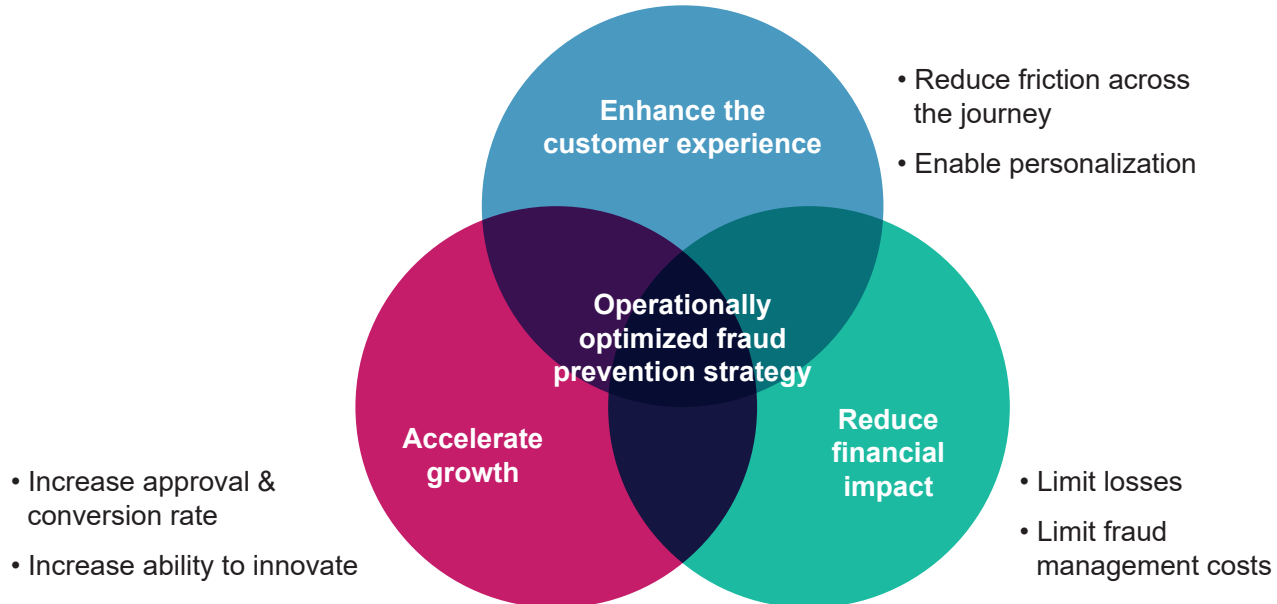 Enhance the
customer experience
• Reduce friction across
the journey
• Enable personalization
Operationally
optimized fraud
prevention strategy
Accelerate
growth
• Increase approval &
conversion rate
• Increase ability to innovate
Reduce
financial
impact
• Limit losses
• Limit fraud
management costs